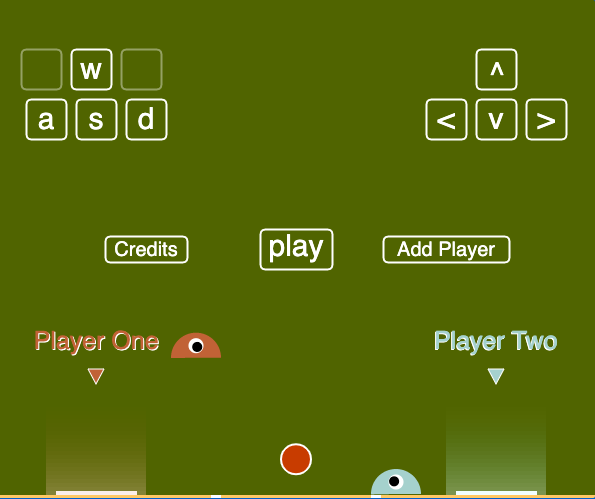 w
^
a s d
< v >
Credits
play
Add Player
Player One
Player Two